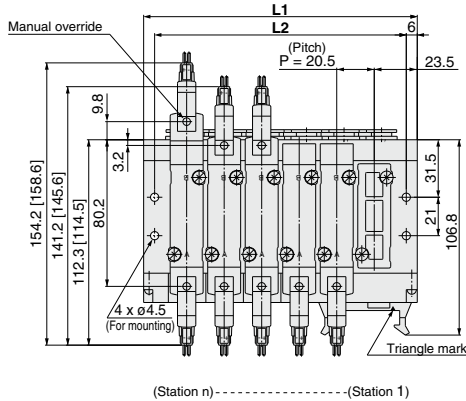 L1
Manual override
L2
6
(Pitch)
P = 20.5
23.5
9.8
3.2
154.2 [158.6]
141.2 [145.6]
112.3 [114.5]
80.2
31.5
21
106.8
B B B B B
A A A A A
4 x ø4.5
(For mounting)
Triangle mark
(Station n)----------------------(Station 1)